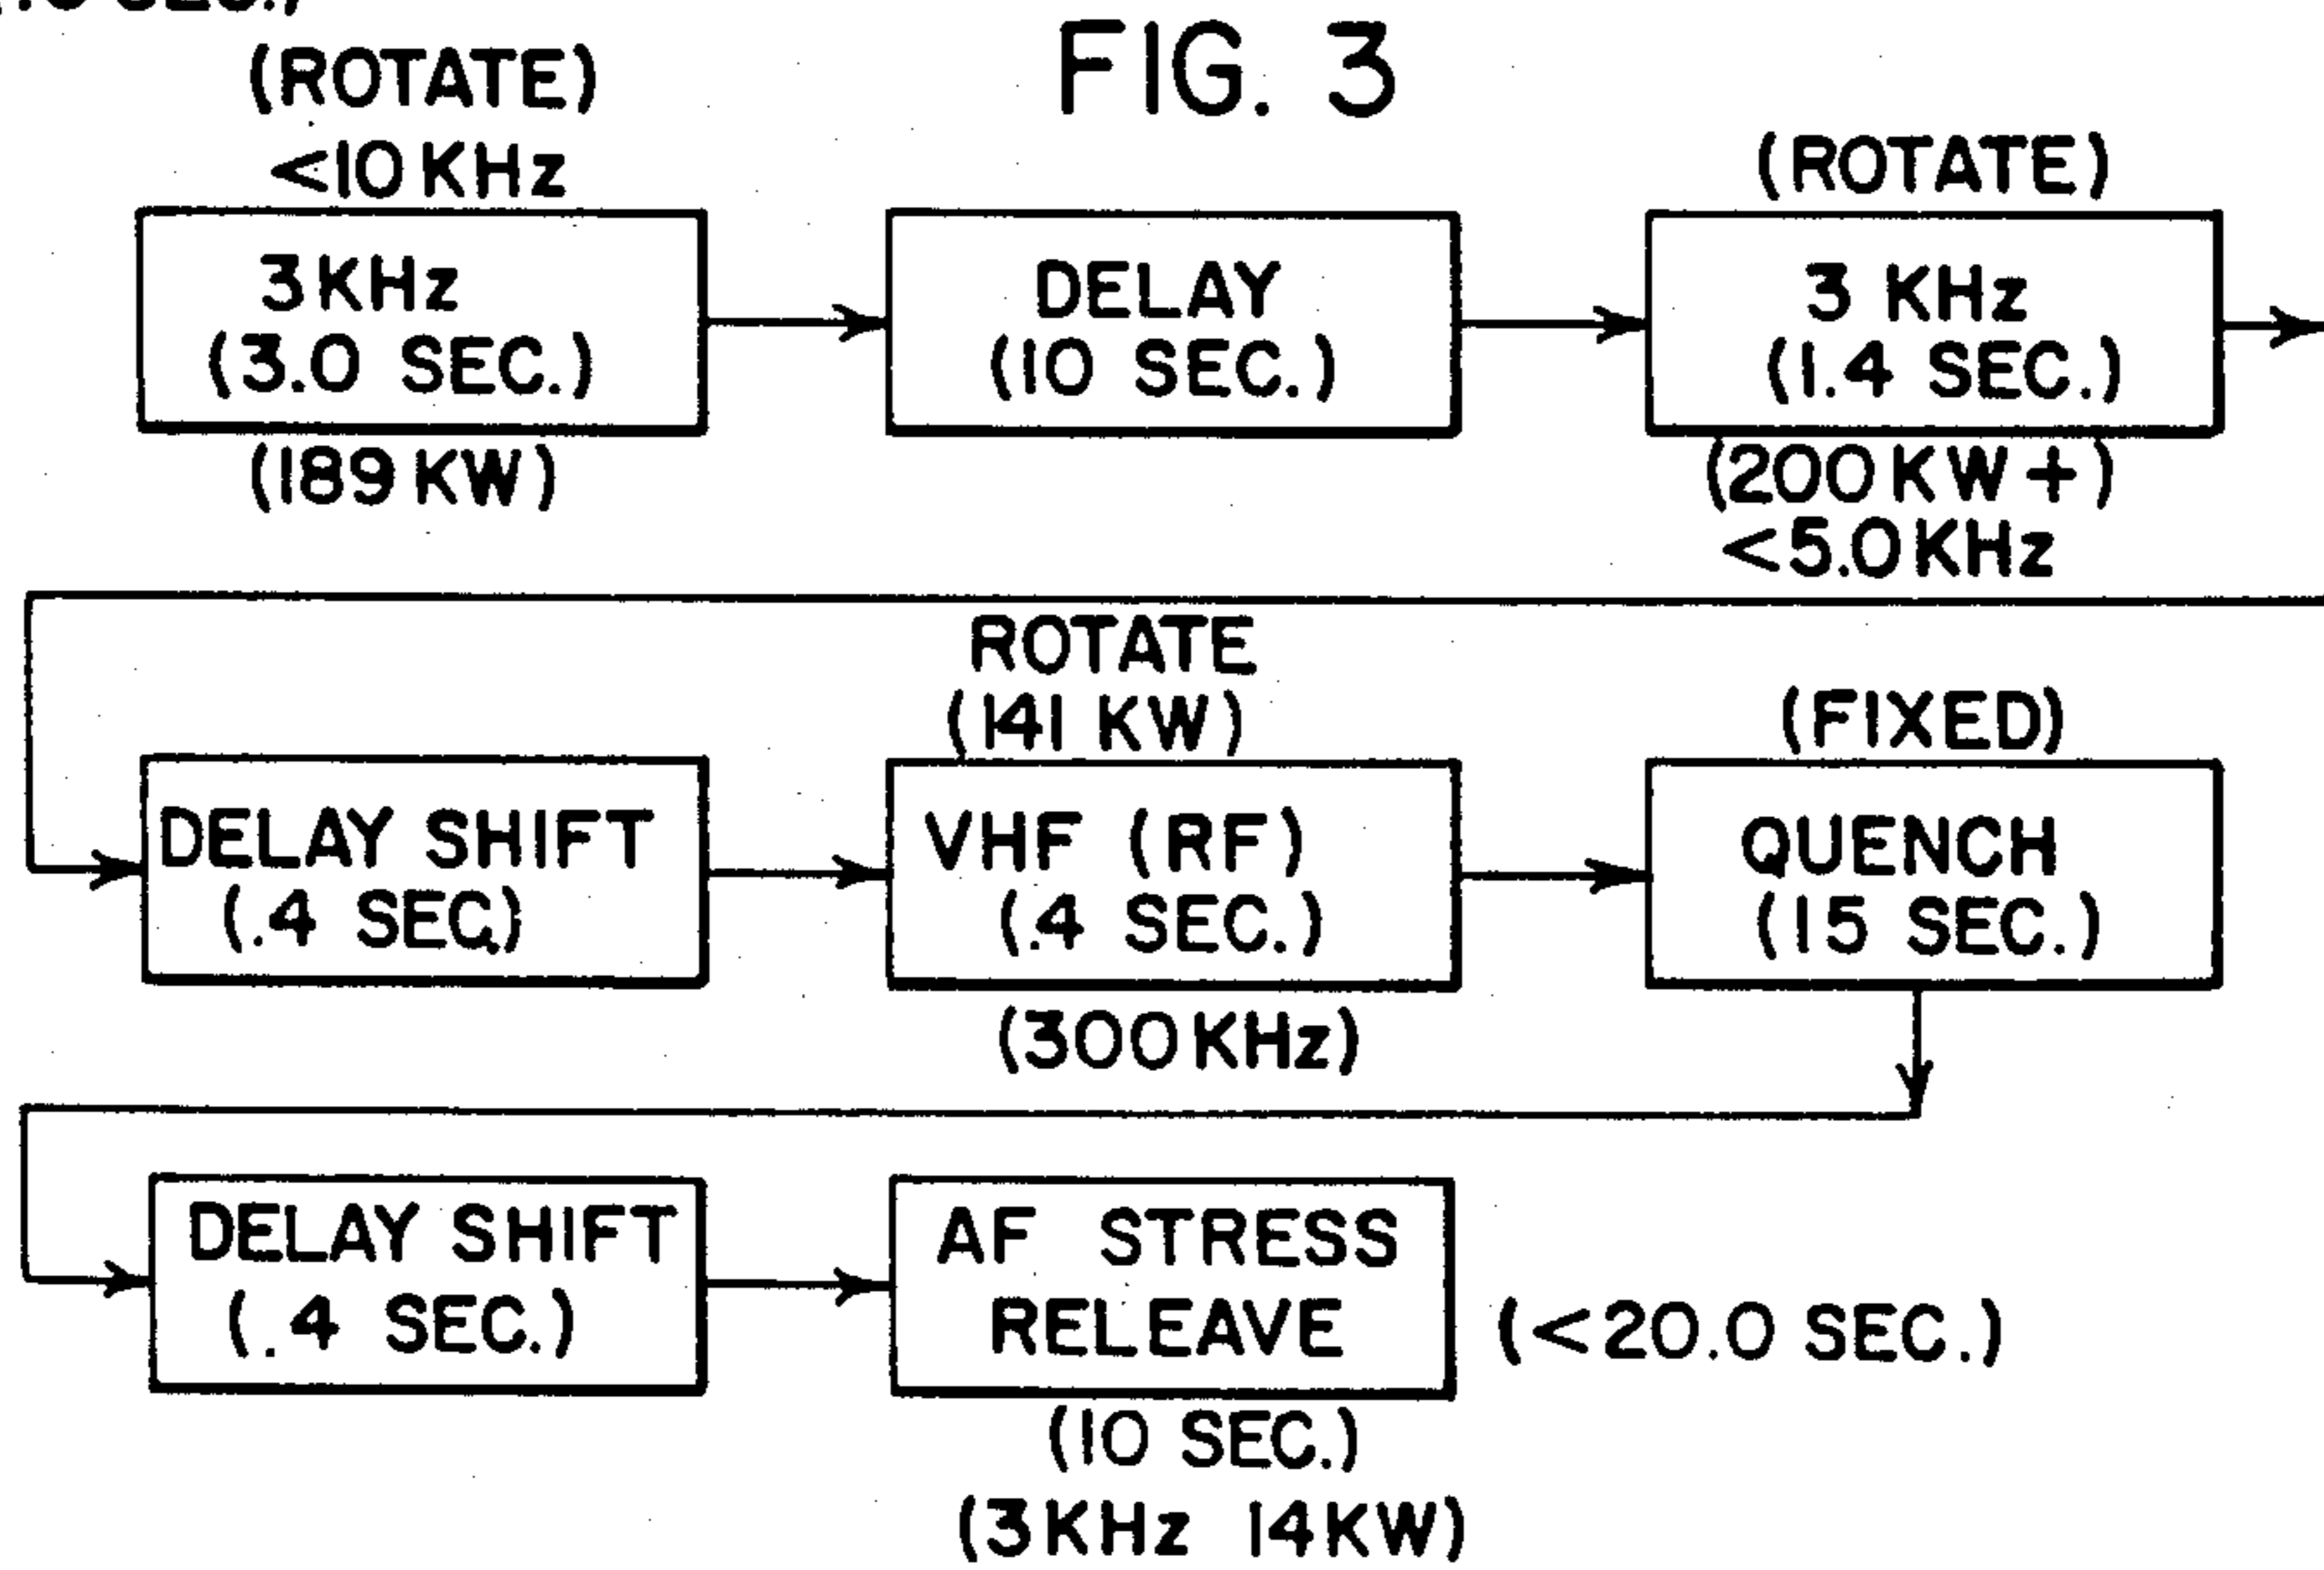 FIG. 3
(ROTATE)
<10 KHz
3 KHz
(3.0 SEC.)
(189 KW)
DELAY
(10 SEC.)
(ROTATE)
3 KHz
(1.4 SEC.)
(200 KW +)
<5.0 KHz
DELAY SHIFT
(.4 SEC.)
ROTATE
(141 KW)
VHF (RF)
(.4 SEC.)
(300 KHz)
(FIXED)
QUENCH
(15 SEC.)
DELAY SHIFT
(.4 SEC.)
AF STRESS
RELEAVE
(<20.0 SEC.)
(10 SEC.)
(3 KHz 14 KW)